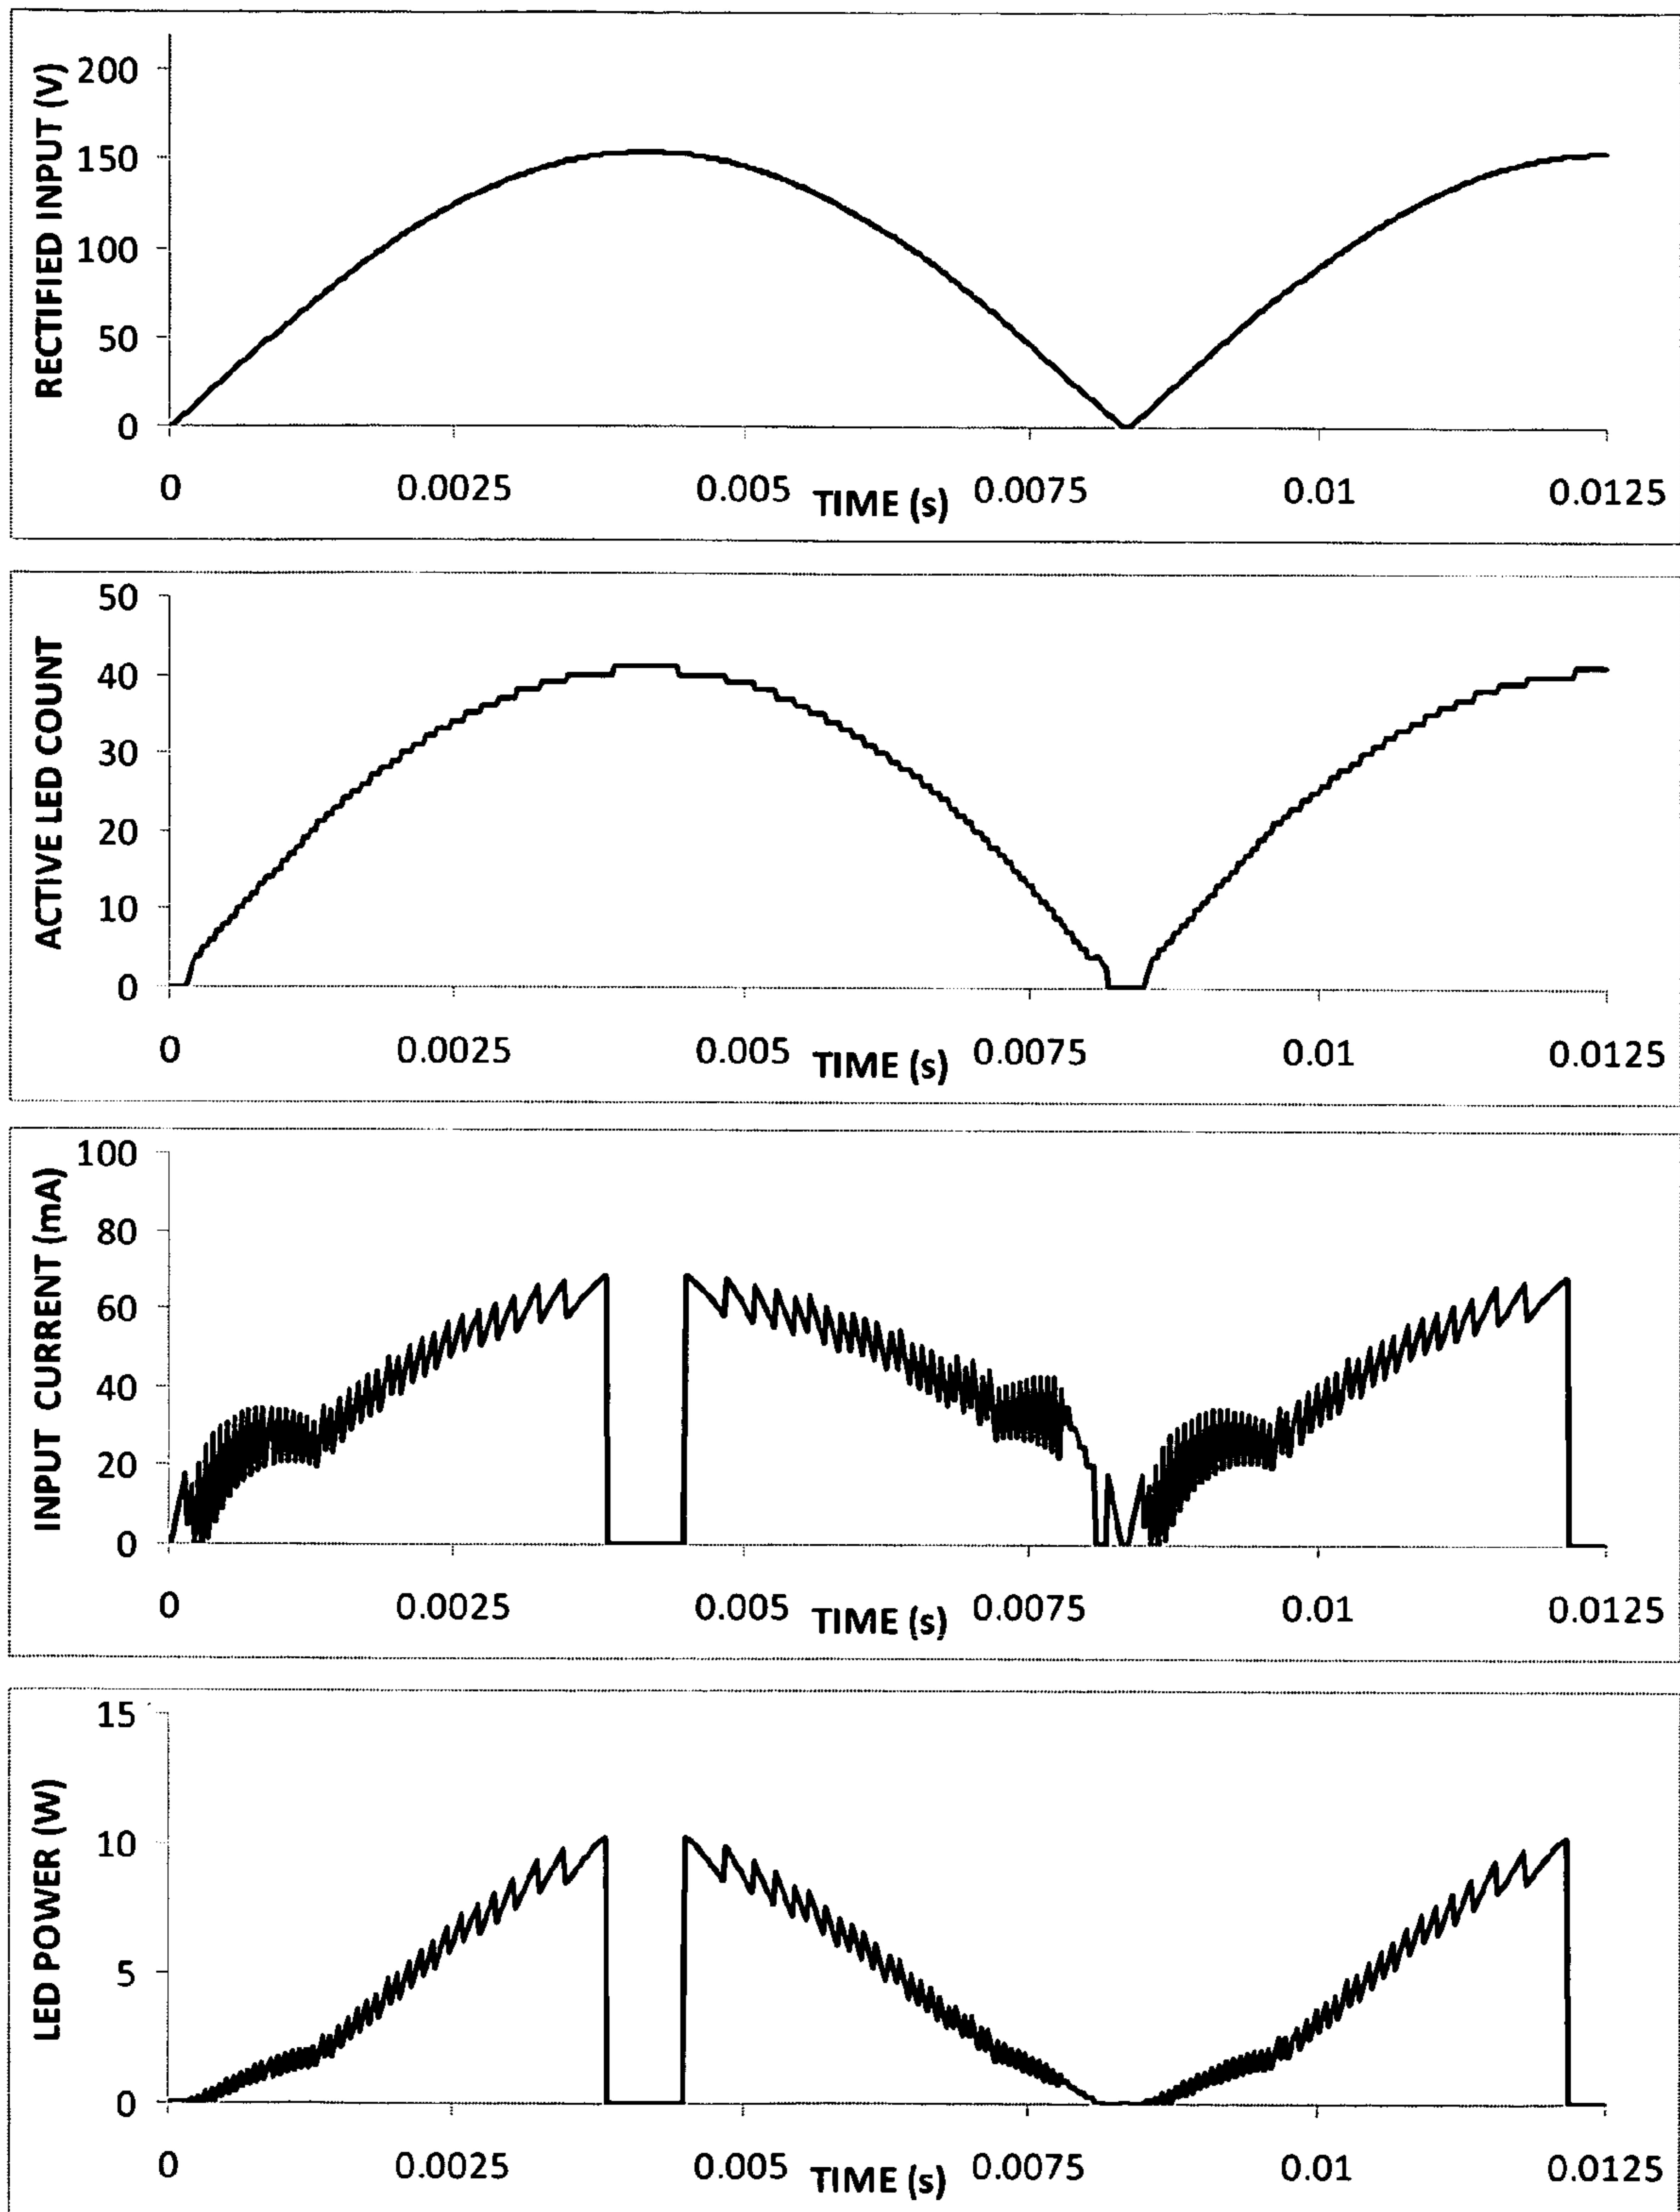 RECTIFIED INPUT (V)
200
150
100
50
0
0 0.0025 0.005 0.0075 0.01 0.0125
TIME (s)
ACTIVE LED COUNT
50
40
30
20
10
0
0 0.0025 0.005 0.0075 0.01 0.0125
TIME (s)
INPUT CURRENT (mA)
100
80
60
40
20
0
0 0.0025 0.005 0.0075 0.01 0.0125
TIME (s)
LED POWER (W)
15
10
5
0
0 0.0025 0.005 0.0075 0.01 0.0125
TIME (s)